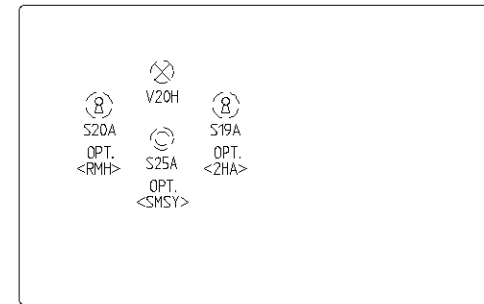 V20H
S20A
OPT.
<RMH>
S25A
OPT.
<SMSY>
S19A
OPT.
<2HA>